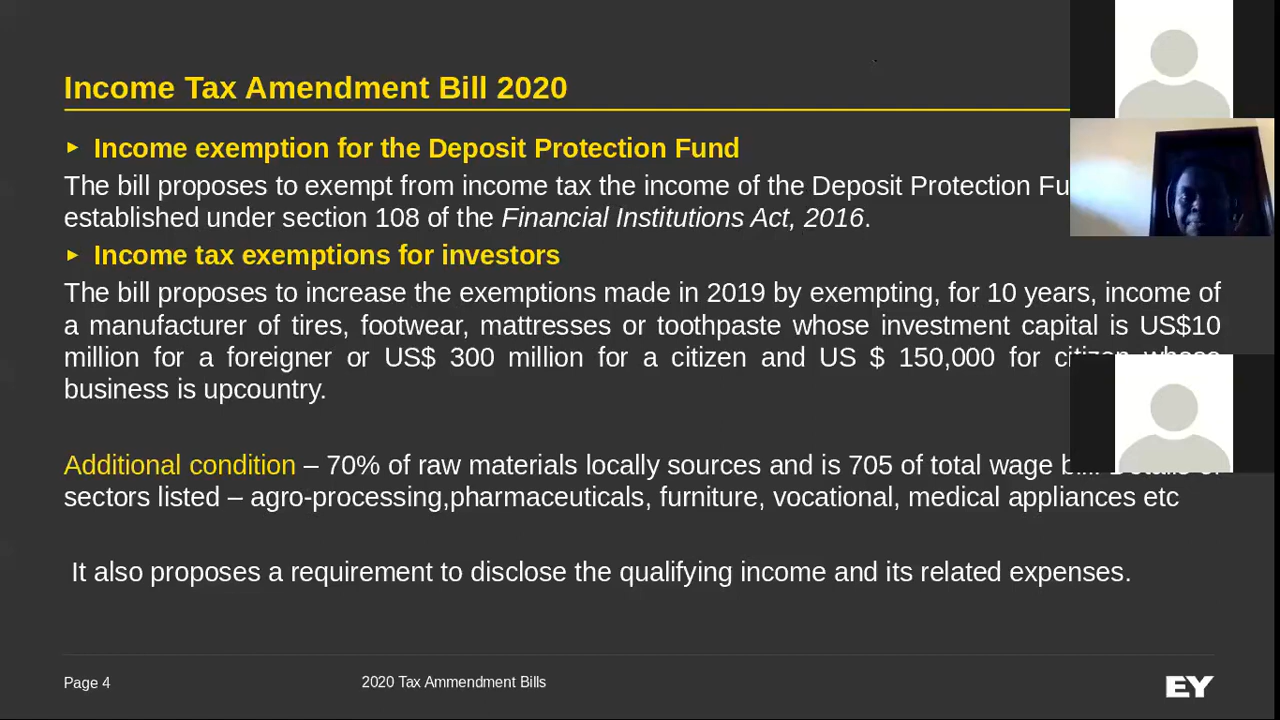 Income Tax Amendment Bill 2020
Income exemption for the Deposit Protection Fund
The bill proposes to exempt from income tax the income of the Deposit Protection
established under section 108 of the Financial Institutions Act, 2016.
Income tax exemptions for investors
The bill proposes to increase the exemptions made in 2019 by exempting, for 10 years, income of
a manufacturer of tires, footwear, mattresses or toothpaste whose investment capital is US$10
million for a foreigner or US$ 300 million for a citizen and US $ 150,000 for citizen whose
business is upcountry.
Additional condition – 70% of raw materials locally sources and is 705 of total wage
sectors listed – agro-processing,pharmaceuticals, furniture, vocational, medical appliances etc
It also proposes a requirement to disclose the qualifying income and its related expenses.
Page 4
2020 Tax Ammendment Bills
EY